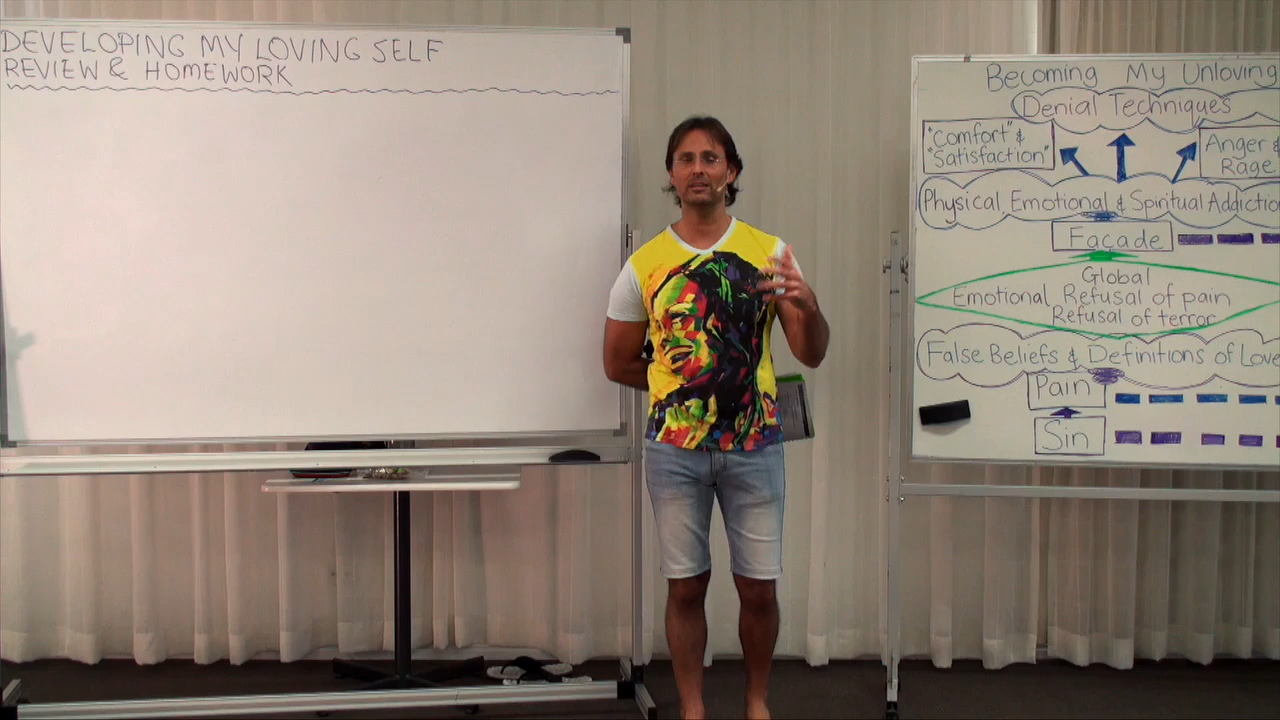 DEVELOPING MY LOVING SELF
REVIEW & HOMEWORK
Becoming My Unloving
Denial Techniques
"Comfort" &
"Satisfaction"
Anger &
Rage
Physical Emotional & Spiritual Addictio
Façade
Global
Emotional Refusal of pain
Refusal of terror
False Beliefs & Definitions of Love
Pain
Sin